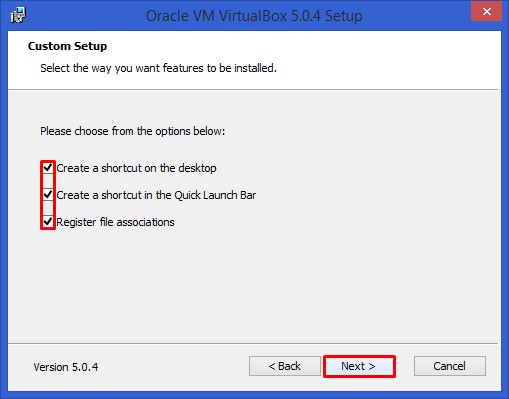 Oracle VM VirtualBox 5.0.4 Setup
Custom Setup
Select the way you want features to be installed.
Please choose from the options below:
Create a shortcut on the desktop
Create a shortcut in the Quick Launch Bar
Register file associations
Version 5.0.4
< Back
Next >
Cancel